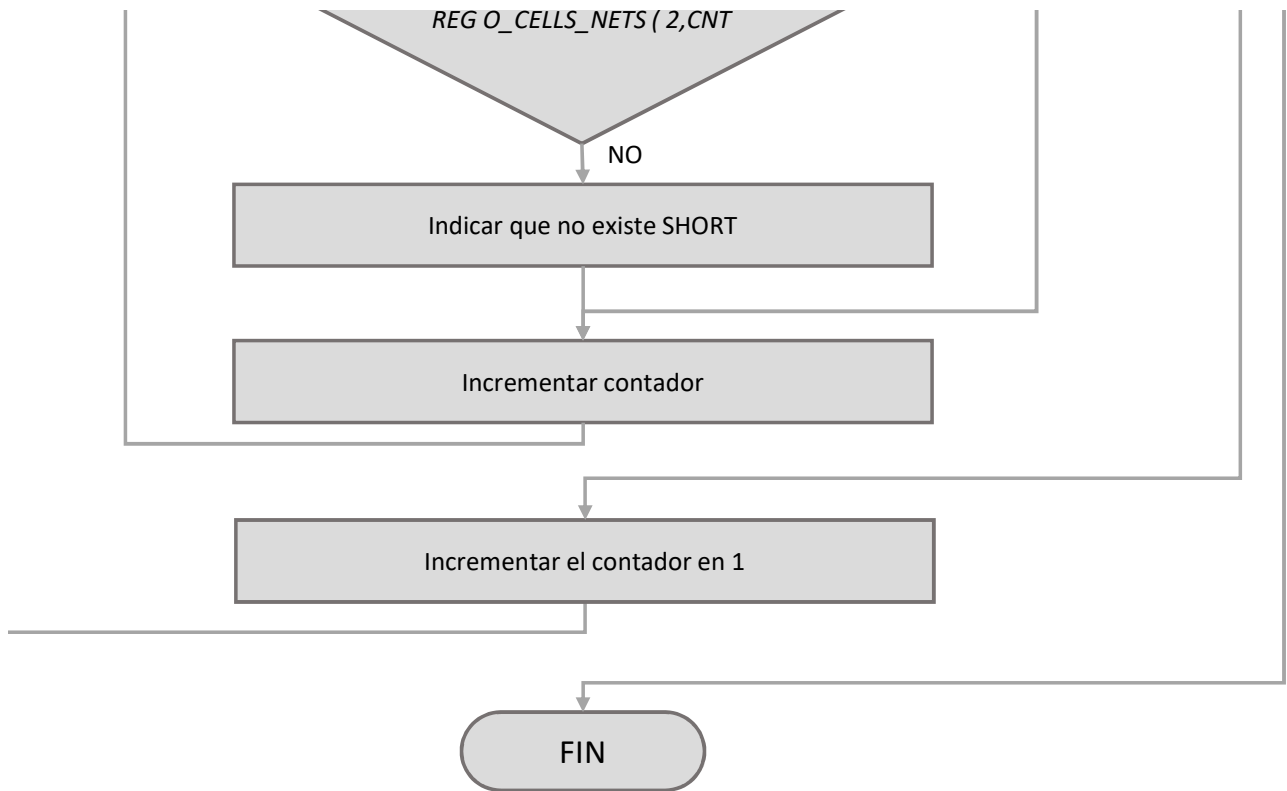 REG O_CELLS_NETS ( 2,CNT
NO
Indicar que no existe SHORT
Incrementar contador
Incrementar el contador en 1
FIN